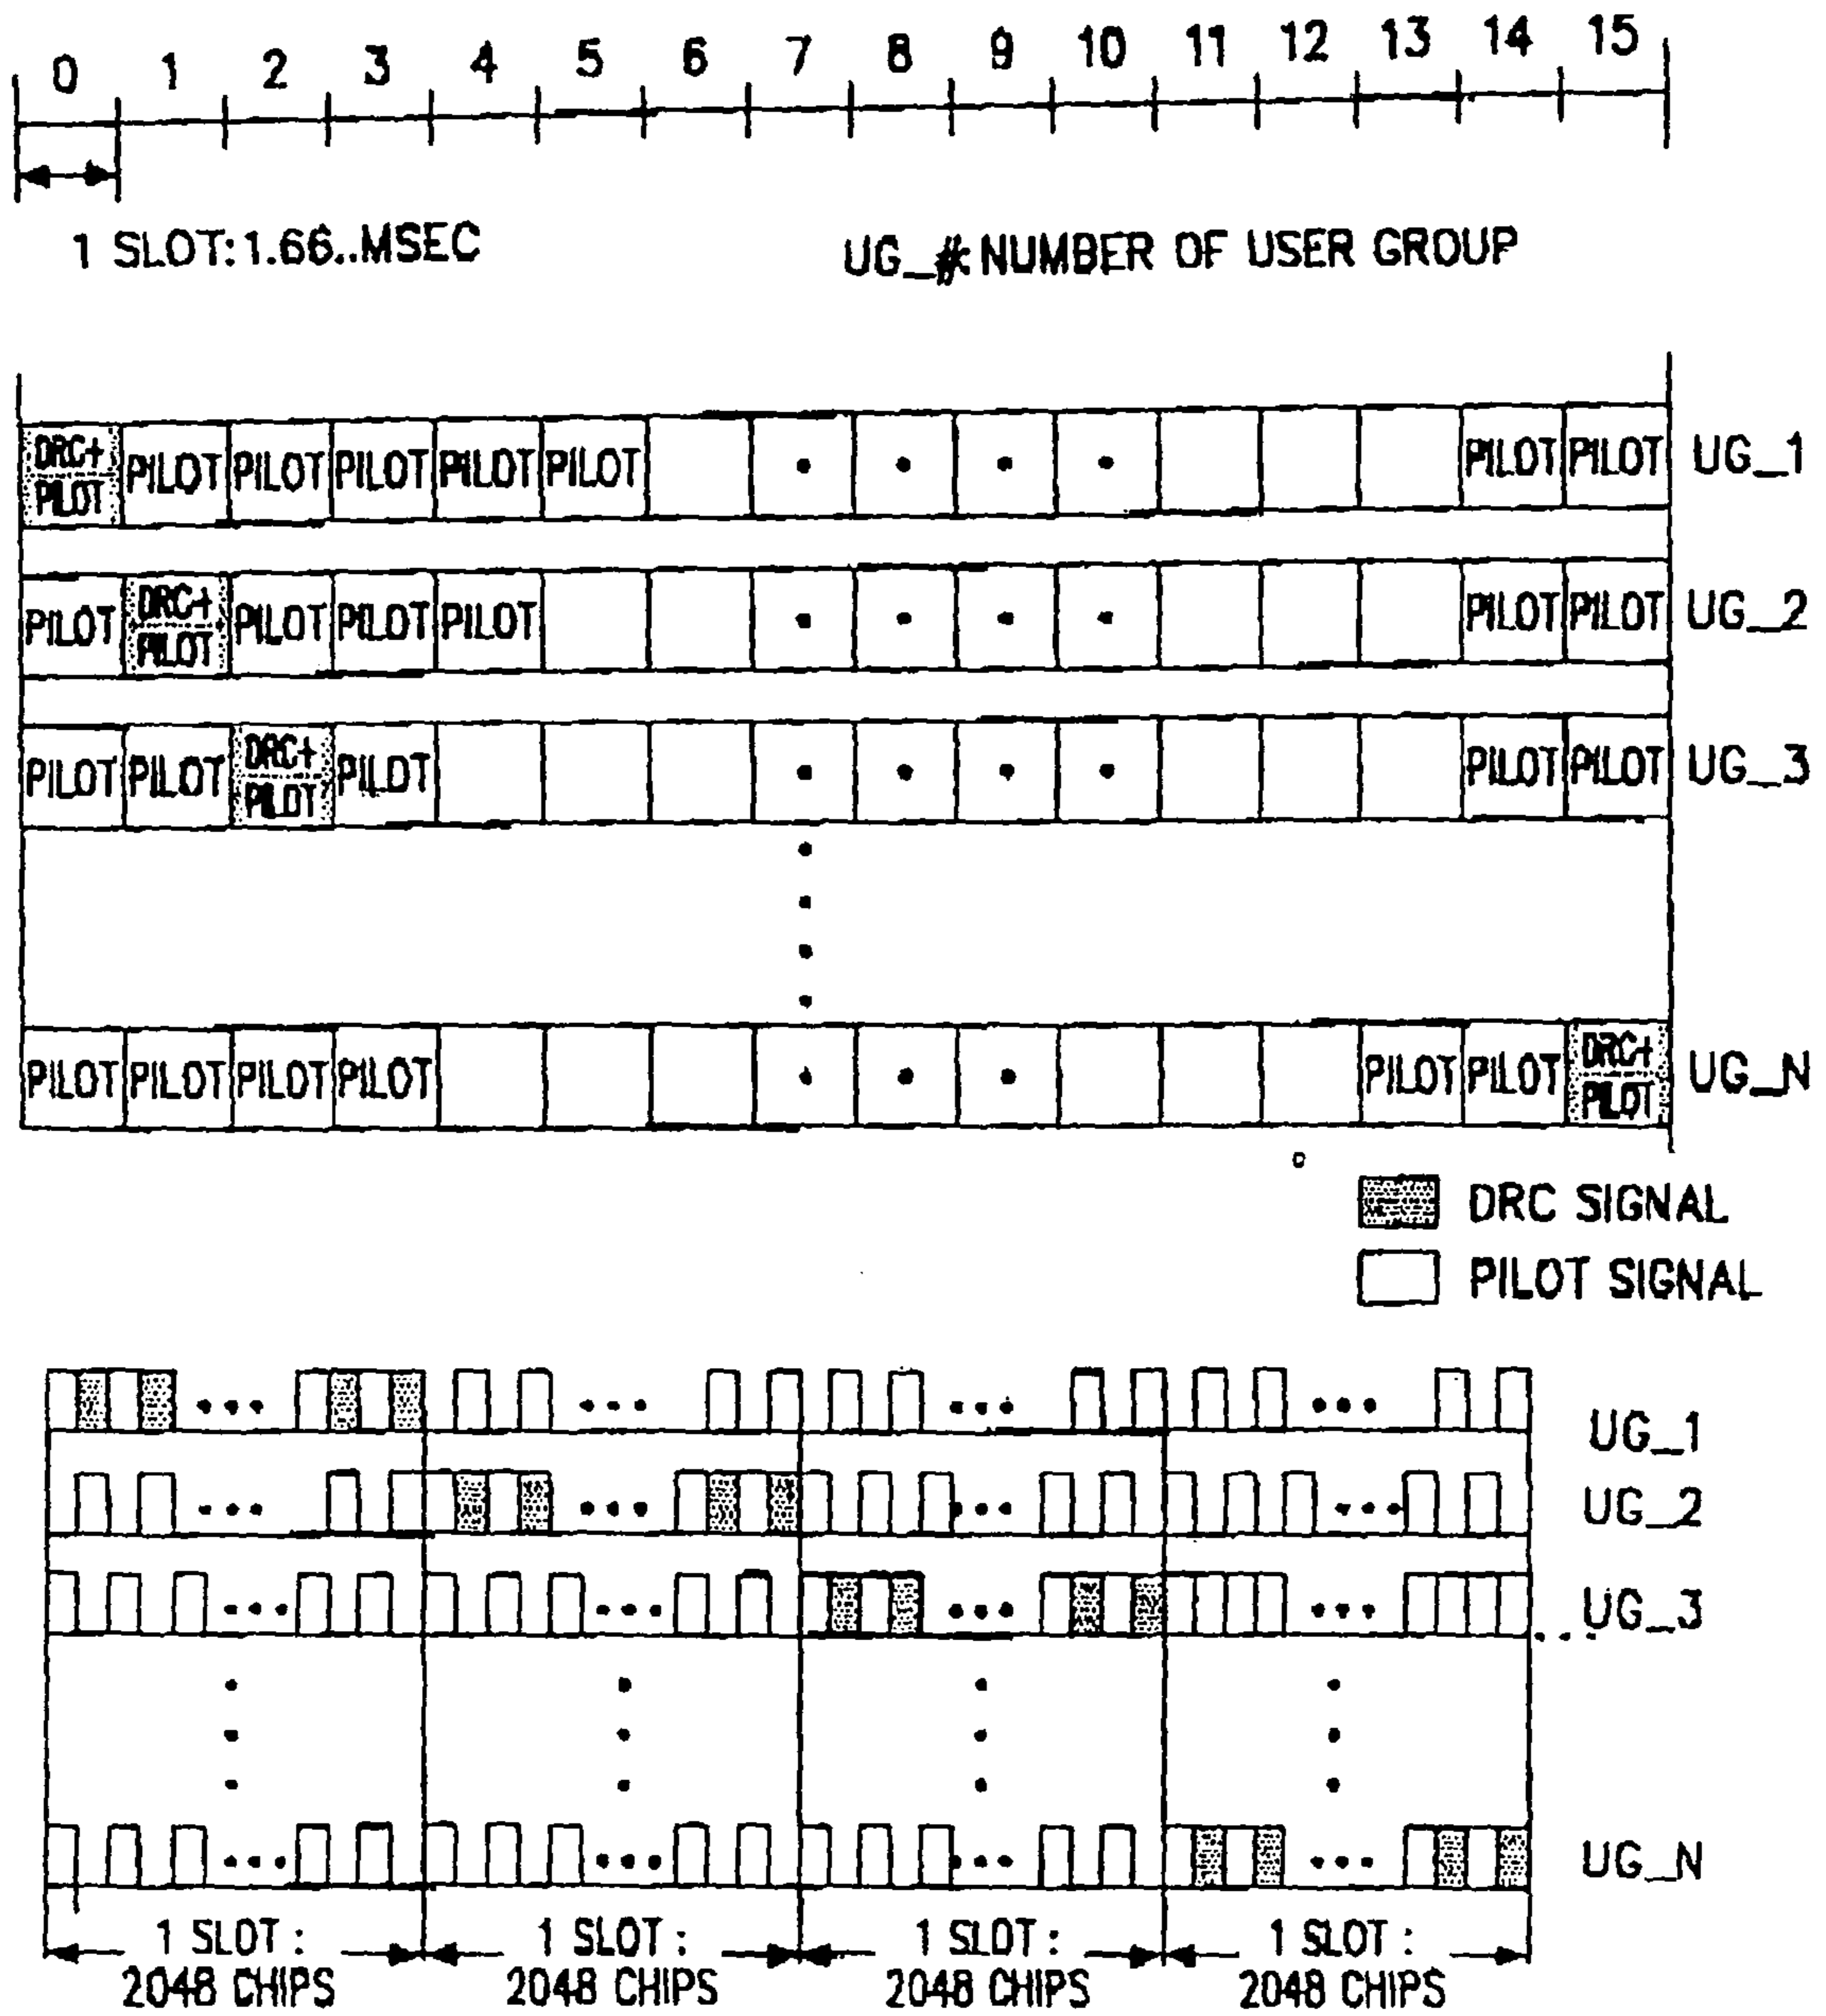 0 1 2 3 4 5 6 7 8 9 10 11 12 13 14 15
1 SLOT: 1.66..MSEC
UG_#: NUMBER OF USER GROUP
DRC+ PILOT PILOT PILOT PILOT PILOT PILOT • • • • PILOT PILOT UG_1
PILOT DRC+ PILOT PILOT PILOT PILOT • • • • PILOT PILOT UG_2
PILOT PILOT DRC+ PILOT PILOT • • • • PILOT PILOT UG_3
PILOT PILOT PILOT PILOT • • • PILOT PILOT DRC+ PILOT UG_N
DRC SIGNAL
PILOT SIGNAL
••• ••• ••• ••• UG_1
••• ••• ••• ••• UG_2
••• ••• ••• ••• UG_3 ....
••• ••• ••• ••• UG_N
1 SLOT : 1 SLOT : 1 SLOT : 1 SLOT :
2048 CHIPS 2048 CHIPS 2048 CHIPS 2048 CHIPS